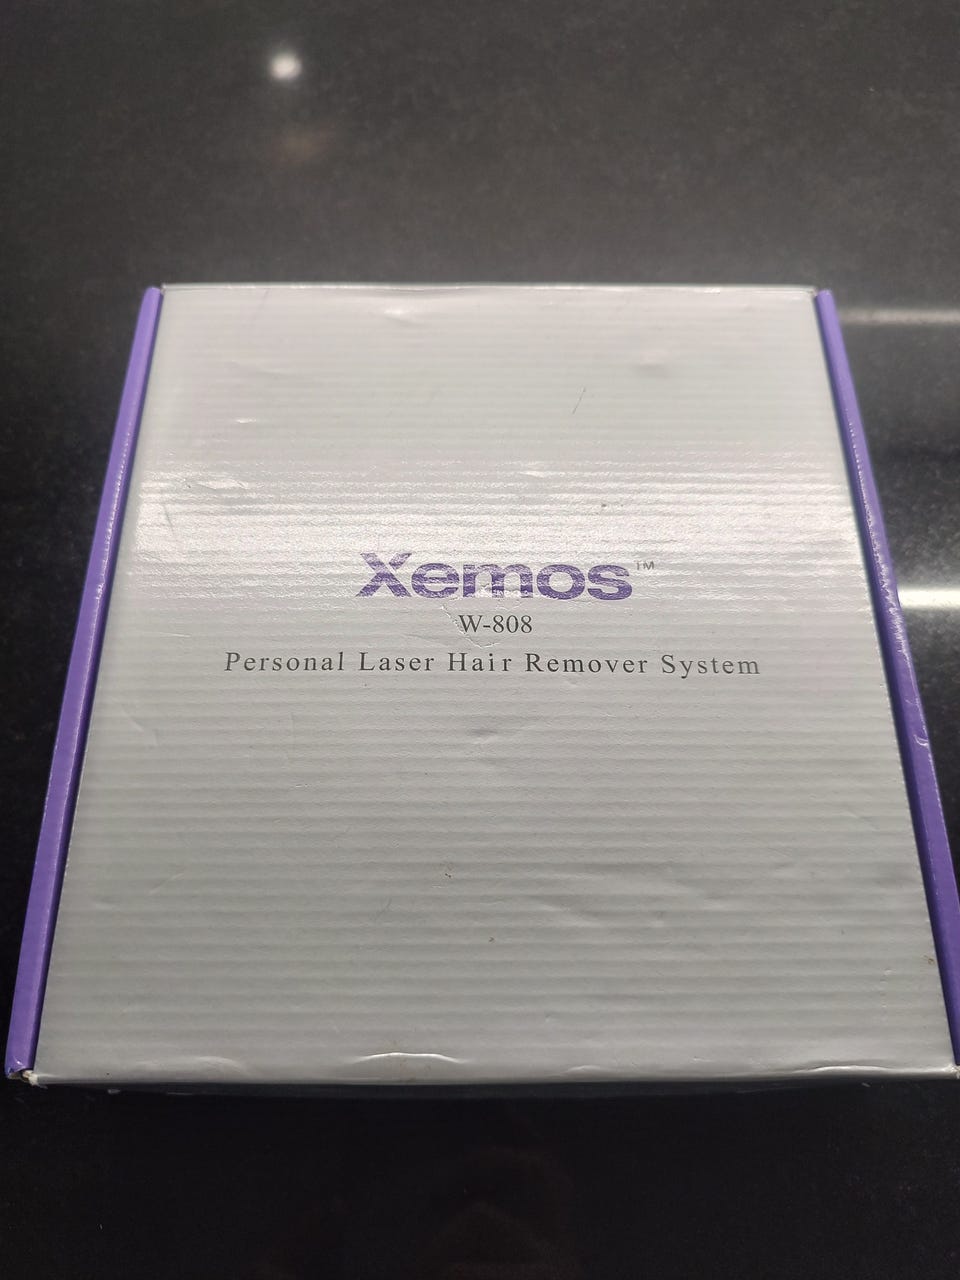 Xemos™
W-808
Personal Laser Hair Remover System